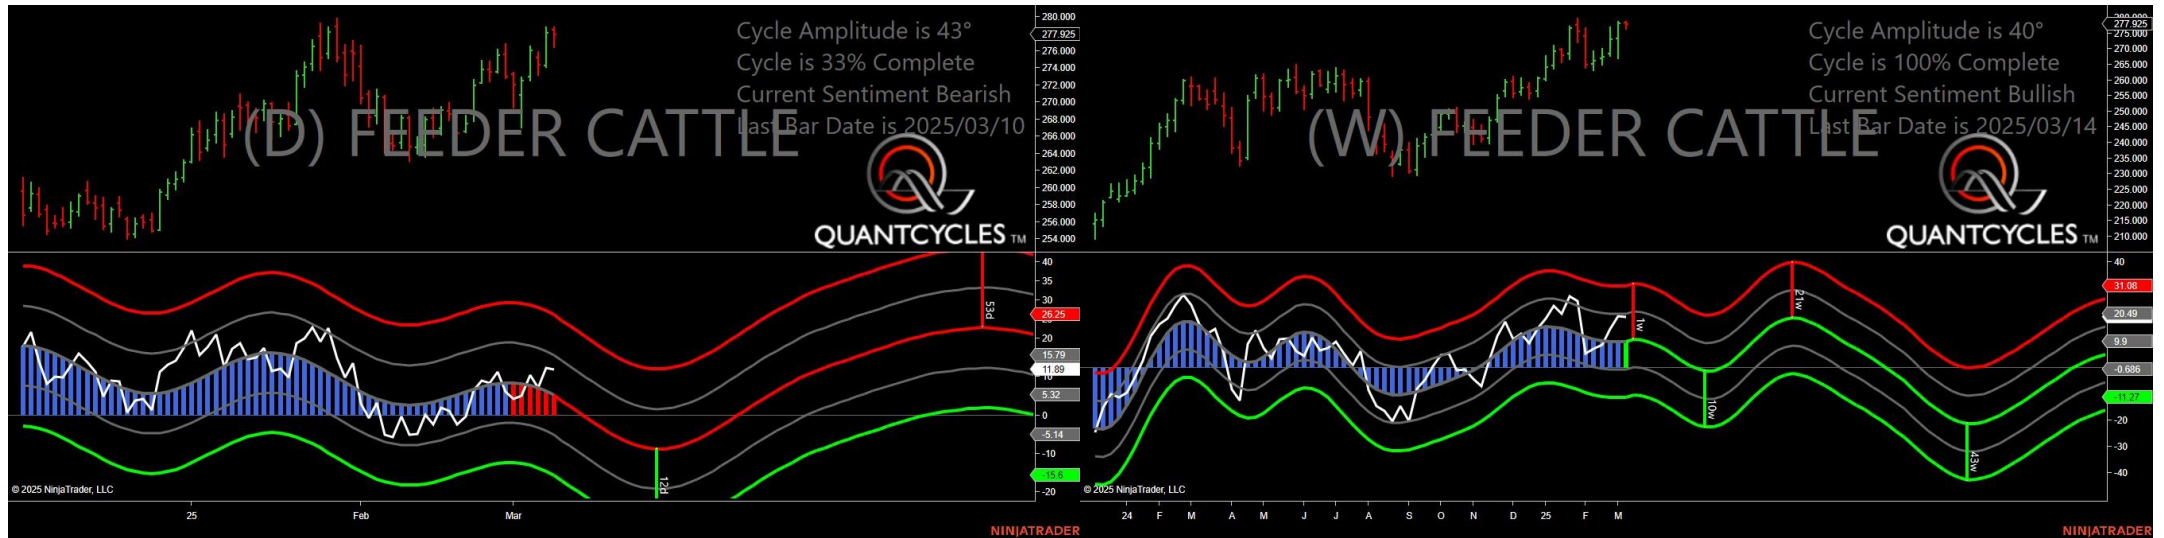 Cycle Amplitude is 43°
Cycle is 33% Complete
Current Sentiment Bearish
Last Bar Date is 2025/03/10
(D) FEEDER CATTLE
QUANTCYCLES TM
280.000
277.925
276.000
274.000
272.000
270.000
268.000
266.000
264.000
262.000
260.000
258.000
256.000
254.000
40
35
30
26.25
20
15.79
11.89
10
5.32
0
-5.14
-10
-15.6
-20
53d
12d
© 2025 NinjaTrader, LLC
25
Feb
Mar
NINJATRADER
Cycle Amplitude is 40°
Cycle is 100% Complete
Current Sentiment Bullish
Last Bar Date is 2025/03/14
(W) FEEDER CATTLE
QUANTCYCLES TM
280.000
277.925
275.000
270.000
265.000
260.000
255.000
250.000
245.000
240.000
235.000
230.000
225.000
220.000
215.000
210.000
40
31.08
20.49
9.9
-0.686
-11.27
-20
-30
-40
1w
10w
21w
43w
© 2025 NinjaTrader, LLC
24
F
M
A
M
J
J
A
S
O
N
D
25
F
M
NINJATRADER